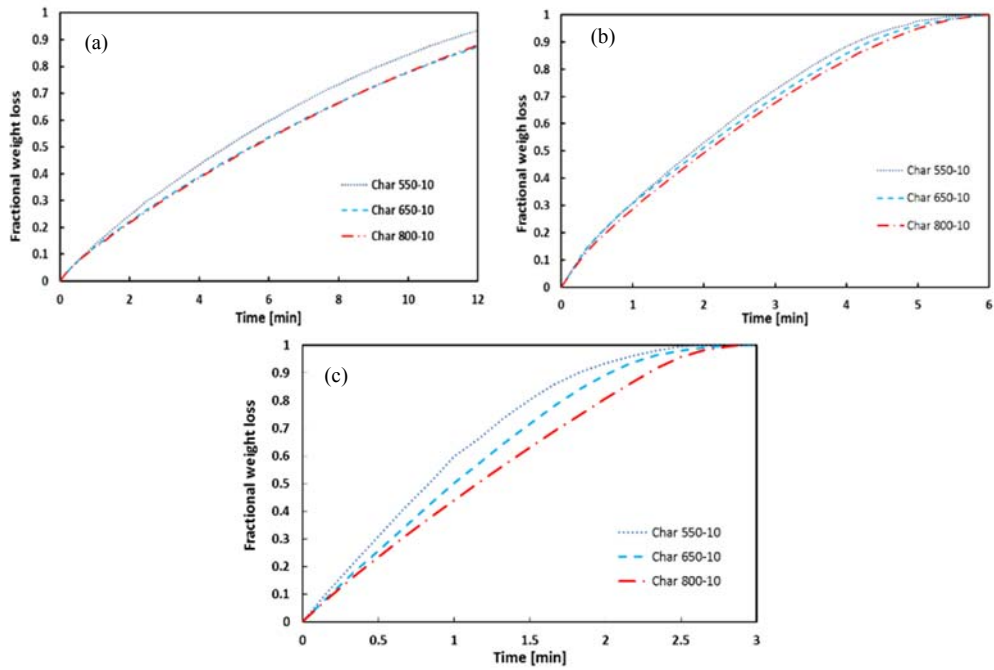 (a)
Fractional weight loss
1
0.9
0.8
0.7
0.6
0.5
0.4
0.3
0.2
0.1
0
Char 550-10
Char 650-10
Char 800-10
0 2 4 6 8 10 12
Time [min]
(b)
Fractional weigh loss
1
0.9
0.8
0.7
0.6
0.5
0.4
0.3
0.2
0.1
0
Char 550-10
Char 650-10
Char 800-10
0 1 2 3 4 5 6
Time [min]
(c)
Fractional weight loss
1
0.9
0.8
0.7
0.6
0.5
0.4
0.3
0.2
0.1
0
Char 550-10
Char 650-10
Char 800-10
0 0.5 1 1.5 2 2.5 3
Time [min]